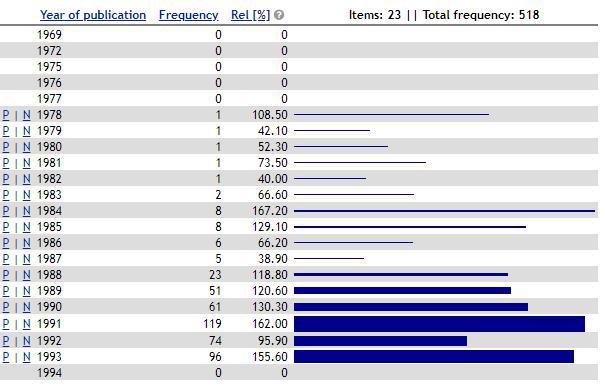 Year of publication Frequency Rel [%] ? Items: 23 || Total frequency: 518
1969 0 0
1972 0 0
1975 0 0
1976 0 0
1977 0 0
P | N 1978 1 108.50
P | N 1979 1 42.10
P | N 1980 1 52.30
P | N 1981 1 73.50
P | N 1982 1 40.00
P | N 1983 2 66.60
P | N 1984 8 167.20
P | N 1985 8 129.10
P | N 1986 6 66.20
P | N 1987 5 38.90
P | N 1988 23 118.80
P | N 1989 51 120.60
P | N 1990 61 130.30
P | N 1991 119 162.00
P | N 1992 74 95.90
P | N 1993 96 155.60
1994 0 0